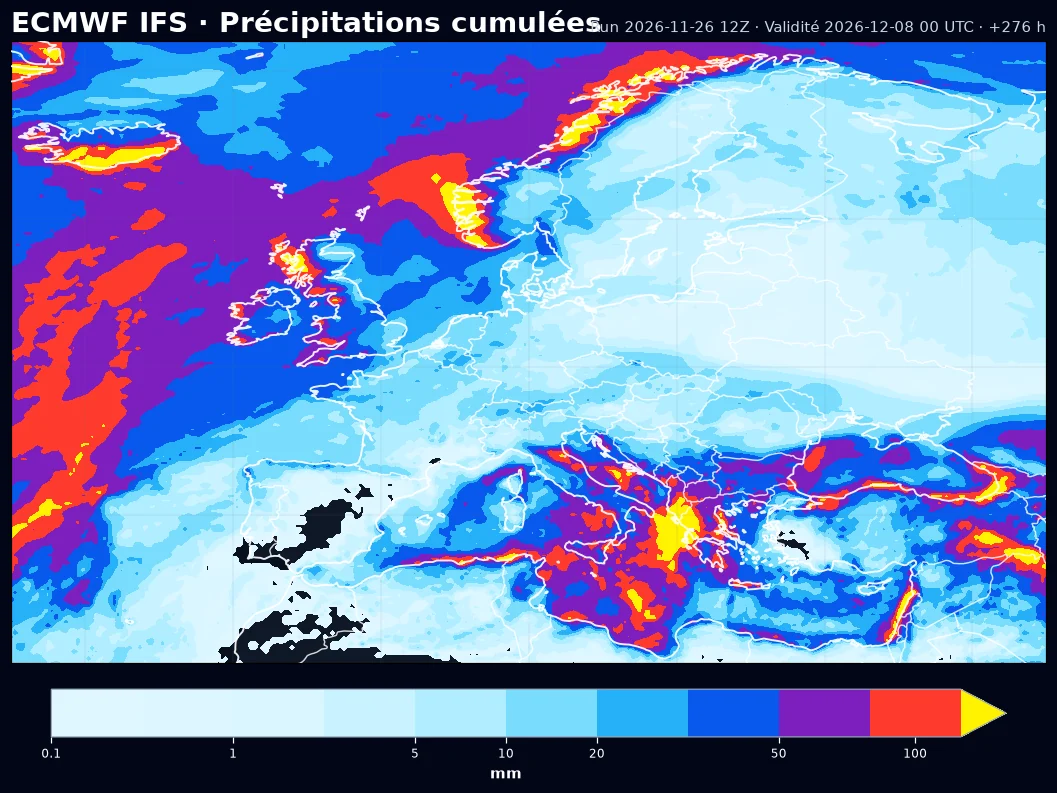 ECMWF IFS · Précipitations cumulées
Run 2026-11-26 12Z · Validité 2026-12-08 00 UTC · +276 h
0.1 1 5 10 20 50 100
mm